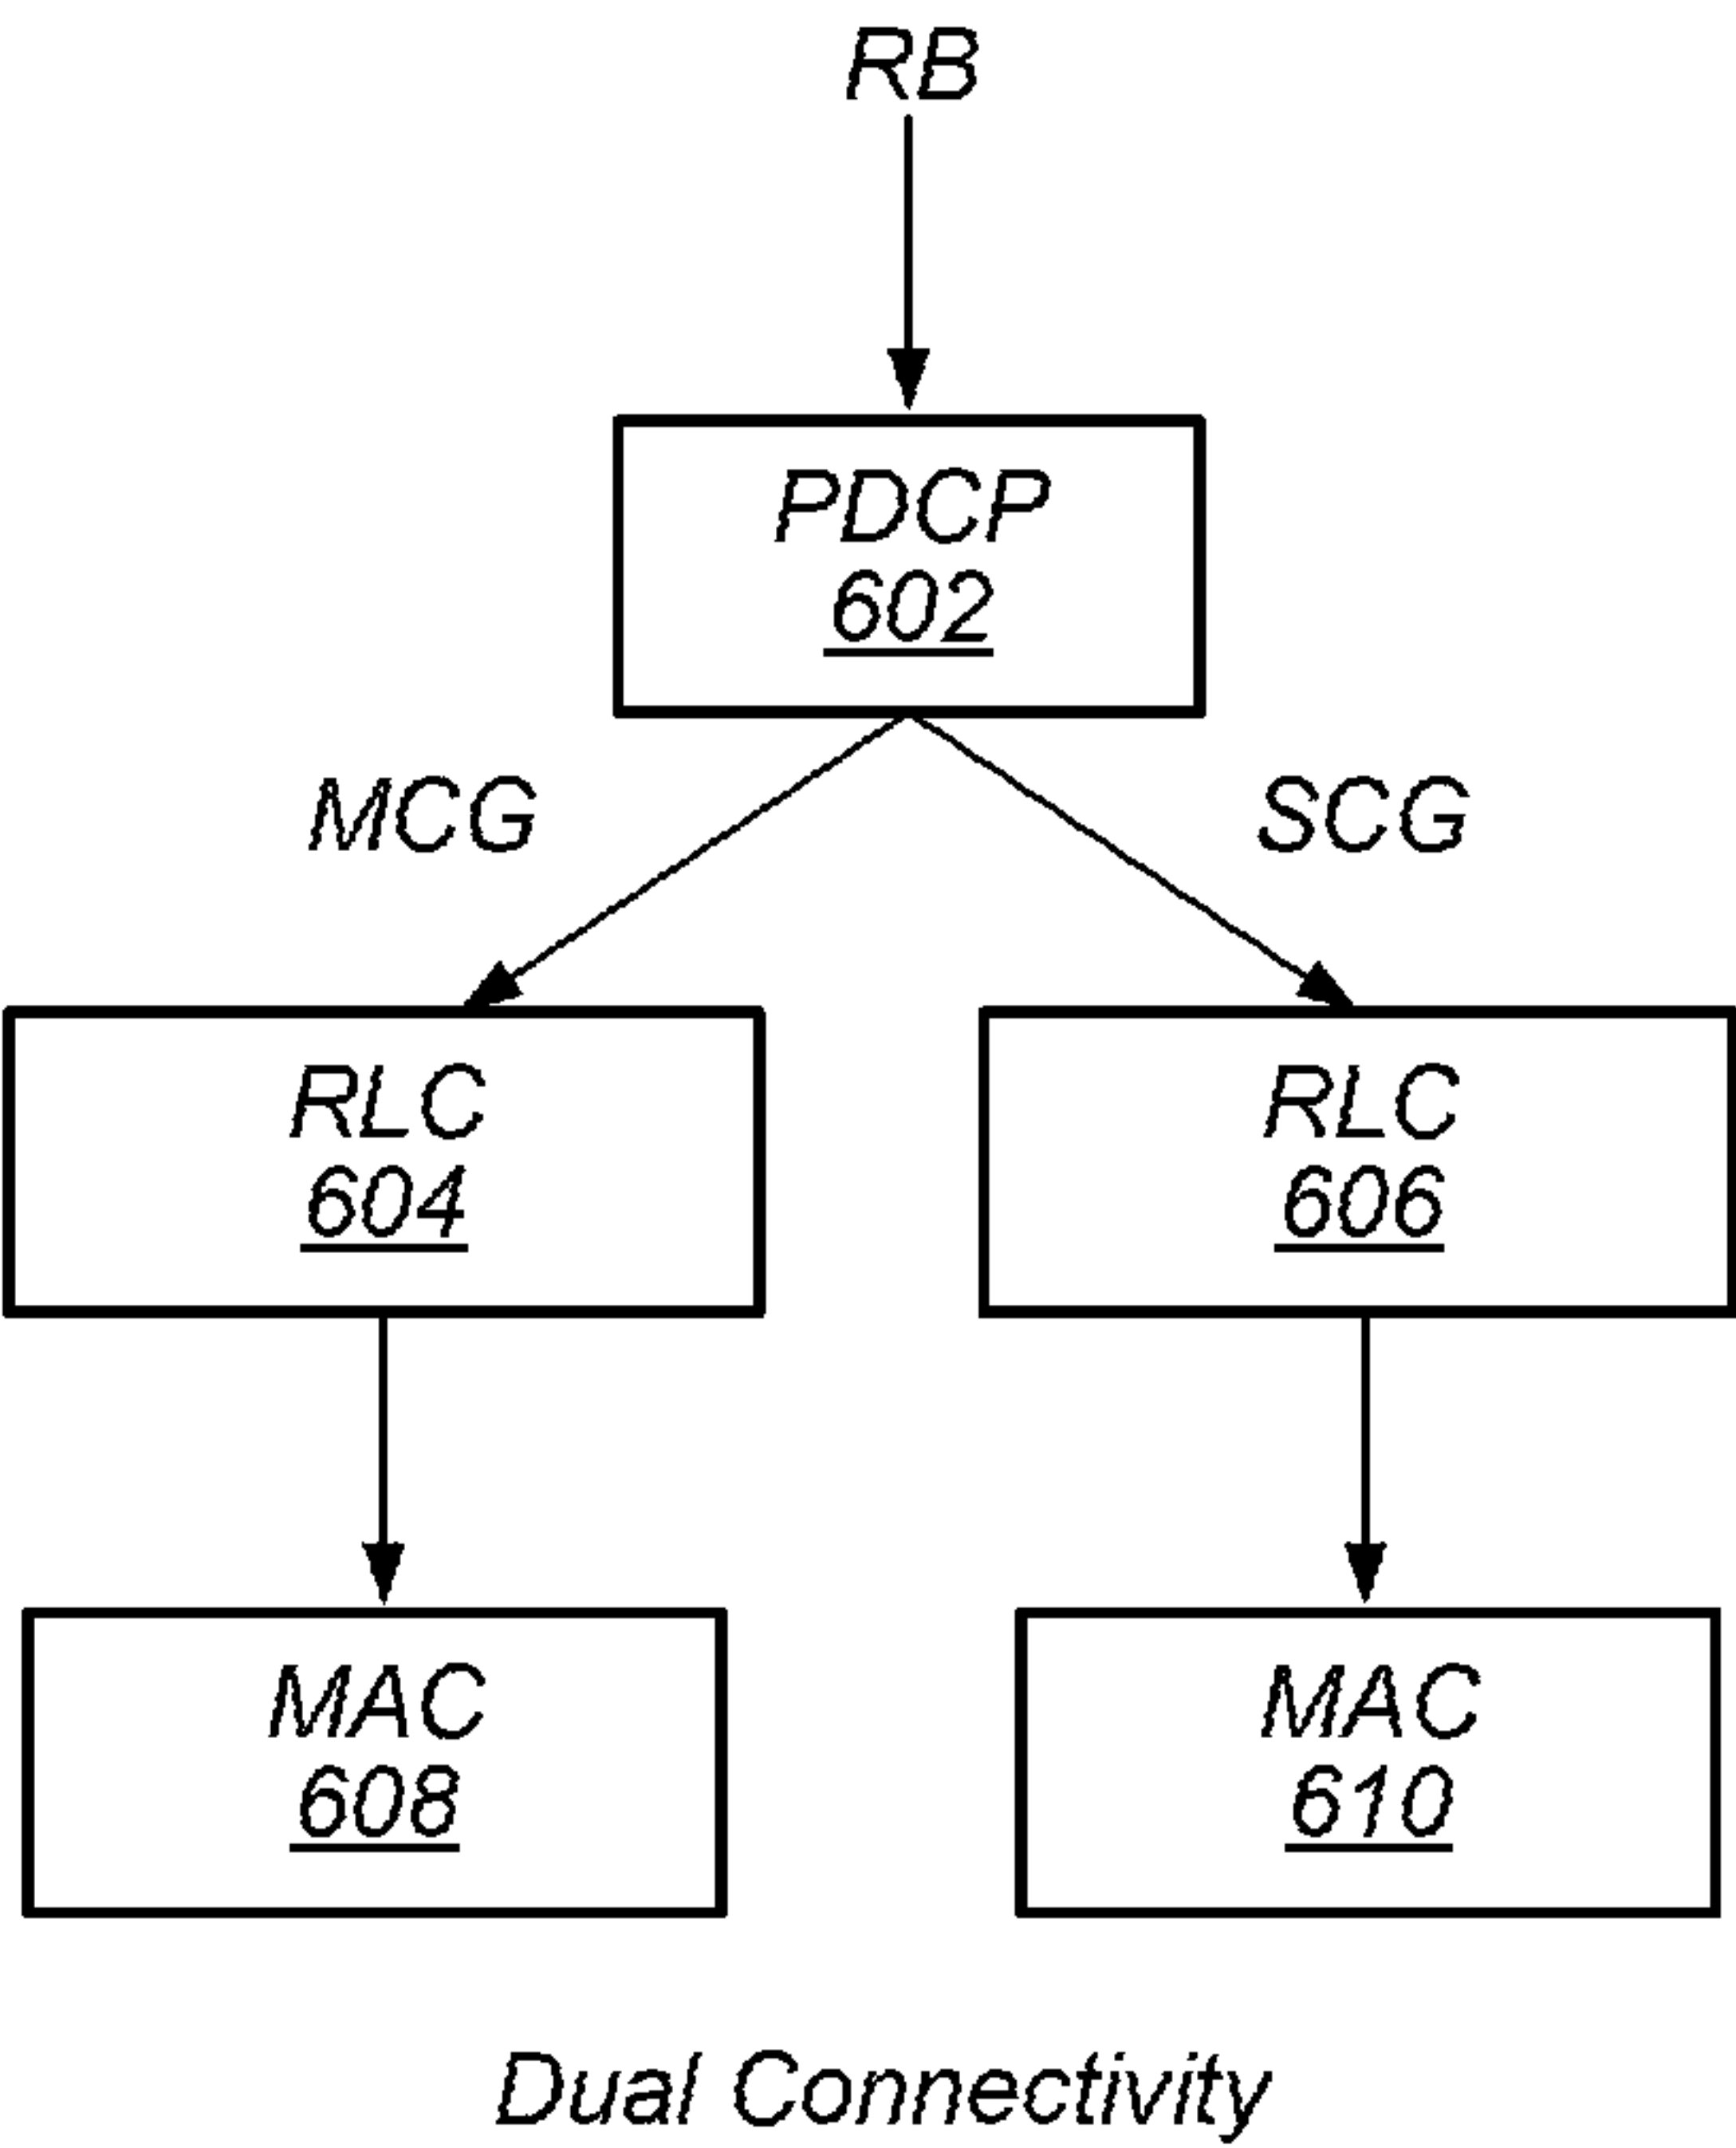 RB
PDCP
602
MCG
SCG
RLC
604
RLC
606
MAC
608
MAC
610
Dual Connectivity